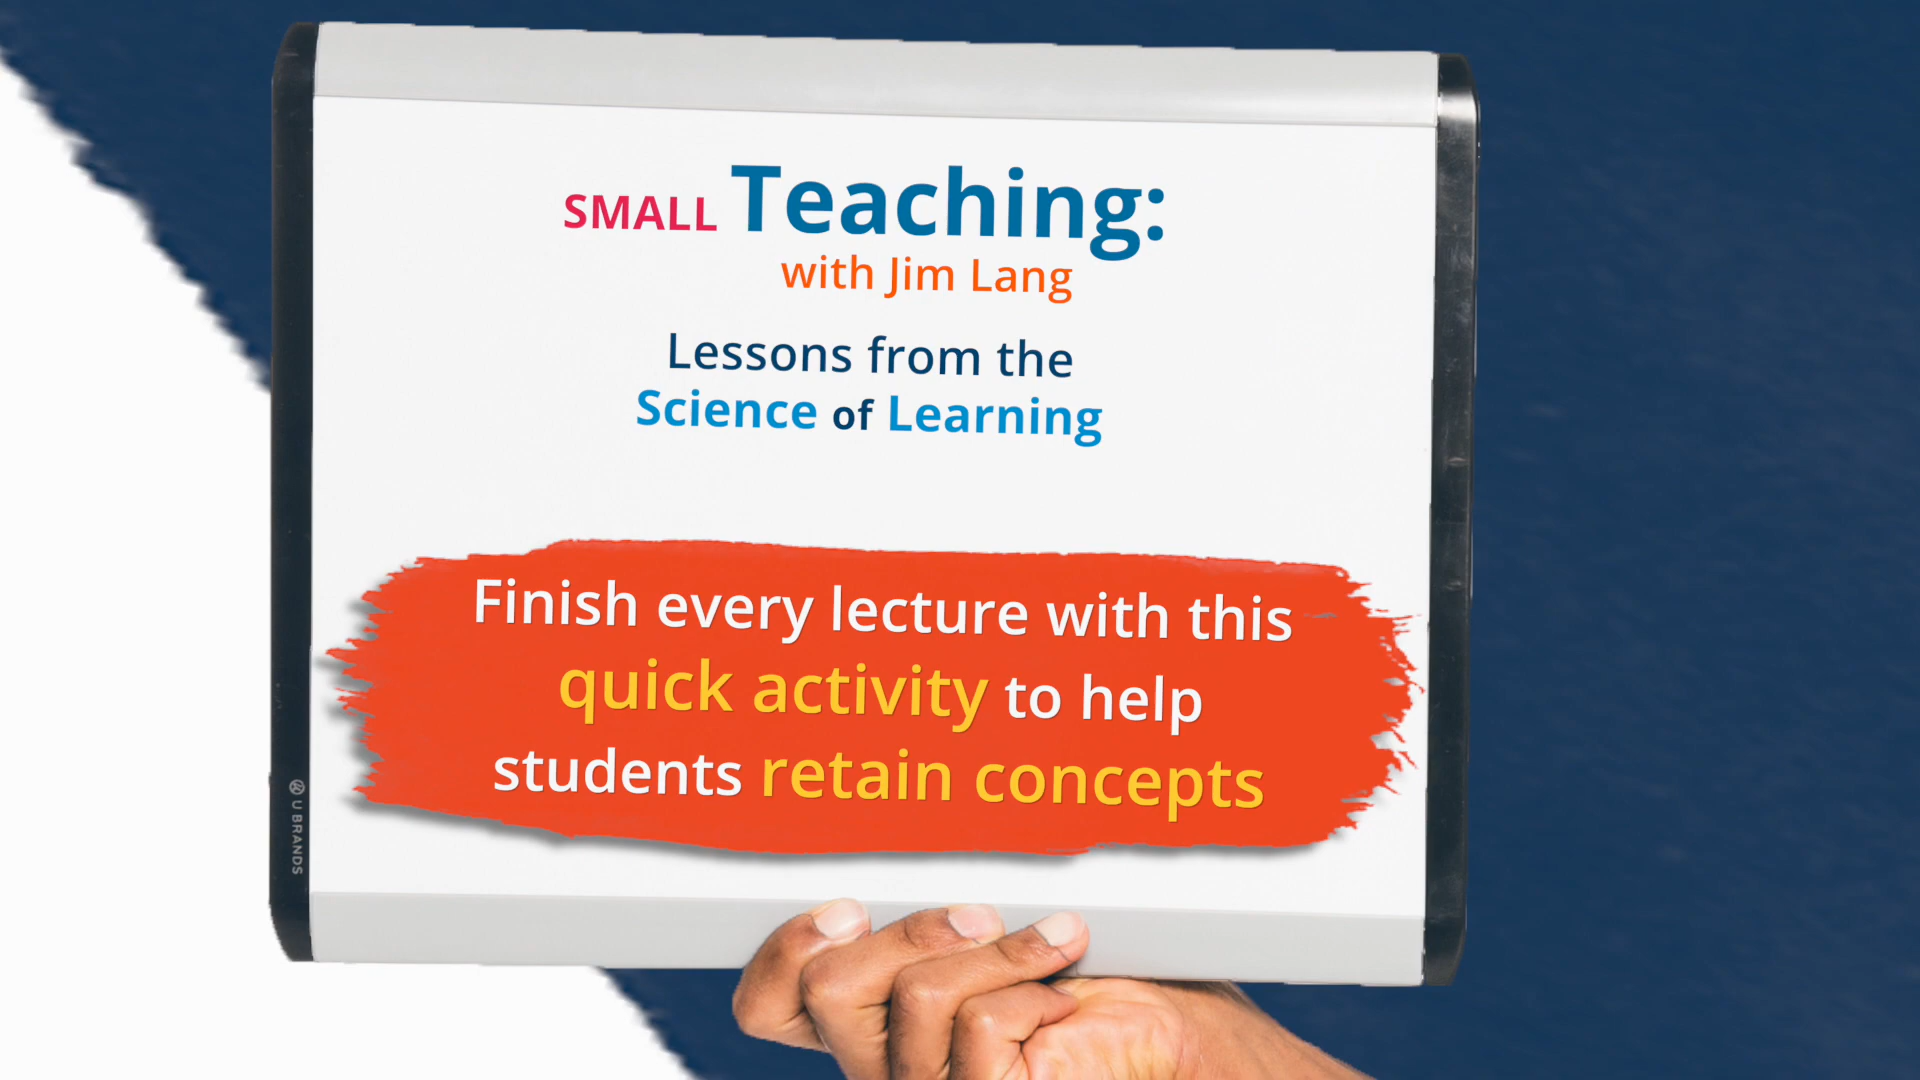 SMALL Teaching:
with Jim Lang
Lessons from the
Science of Learning
Finish every lecture with this
quick activity to help
students retain concepts
U BRANDS